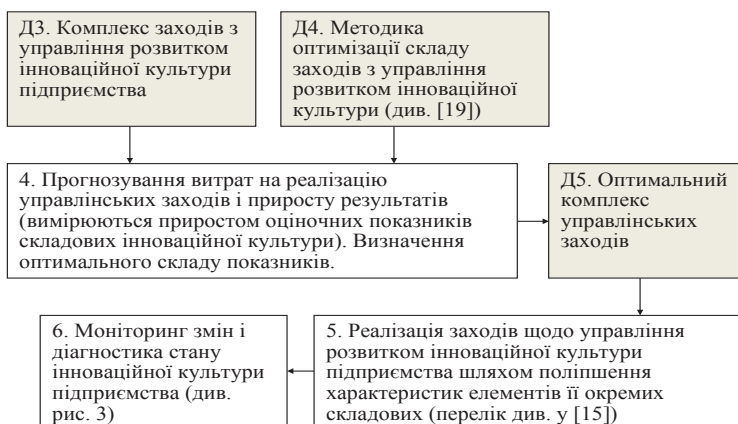 Д3. Комплекс заходів з
управління розвитком
інноваційної культури
підприємства
Д4. Методика
оптимізації складу
заходів з управління
розвитком інноваційної
культури (див. [19])
4. Прогнозування витрат на реалізацію
управлінських заходів і приросту результатів
(вимірюються приростом оціночних показників
складових інноваційної культури). Визначення
оптимального складу показників.
Д5. Оптимальний
комплекс
управлінських
заходів
5. Реалізація заходів щодо управління
розвитком інноваційної культури
підприємства шляхом поліпшення
характеристик елементів її окремих
складових (перелік див. у [15])
6. Моніторинг змін і
діагностика стану
інноваційної культури
підприємства (див.
рис. 3)